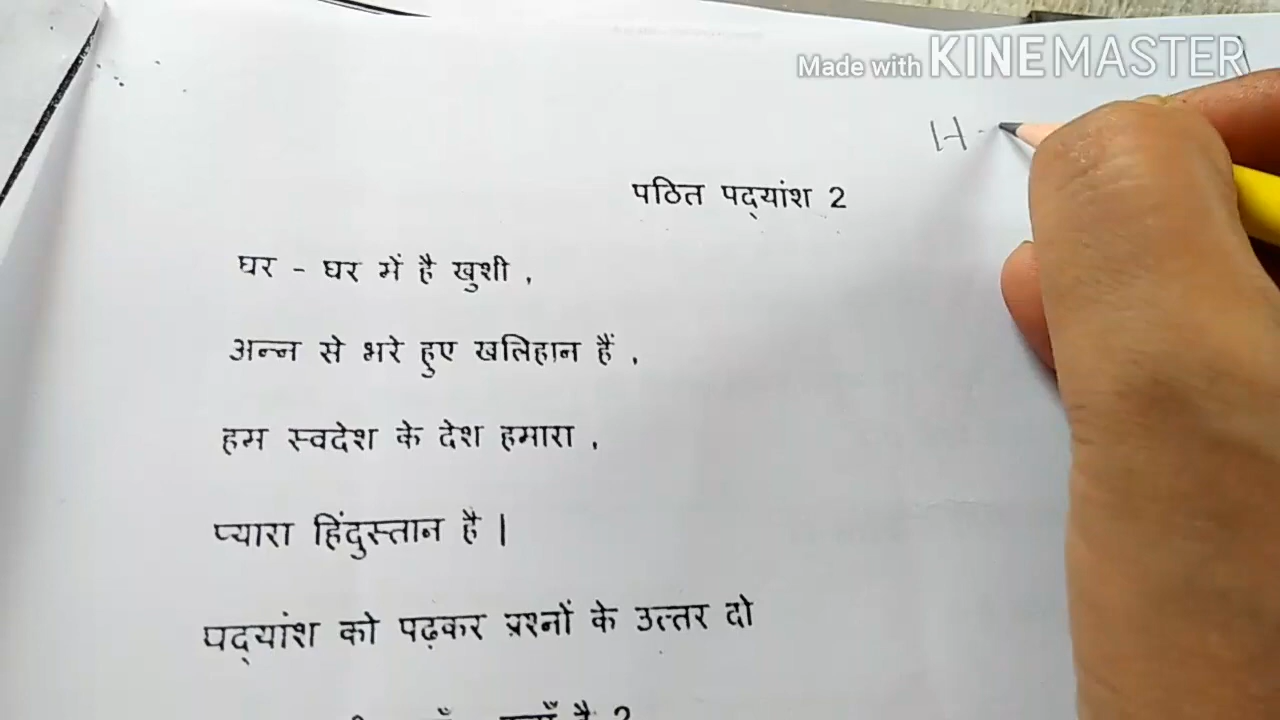 Made with KINEMASTER
H
पठित पद्यांश 2
घर - घर में है खुशी ,
अन्न से भरे हुए खलिहान हैं ,
हम स्वदेश के देश हमारा ,
प्यारा हिंदुस्तान है |
पद्यांश को पढ़कर प्रश्नों के उत्तर दो
है ?